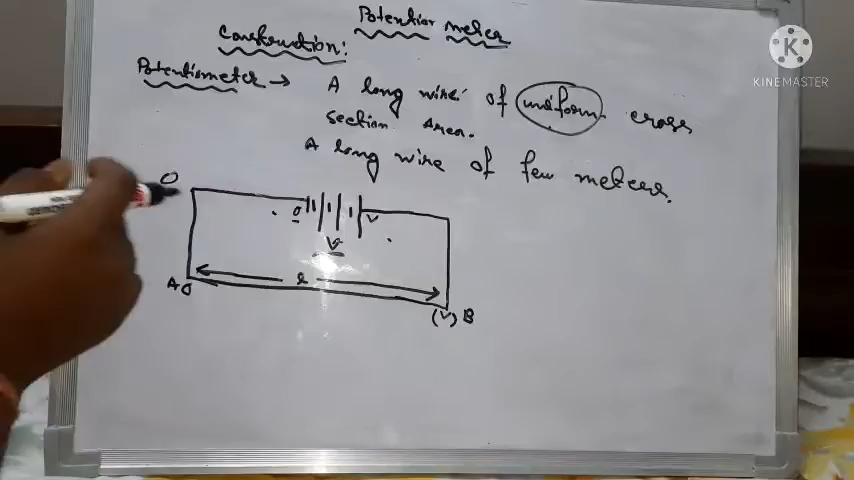 Potentiometer
Construction:
Potentiometer → A long wire of uniform cross
section Area.
A long wire of few meters.
O
O V
V
l
A O (V) B
K
KINEMASTER